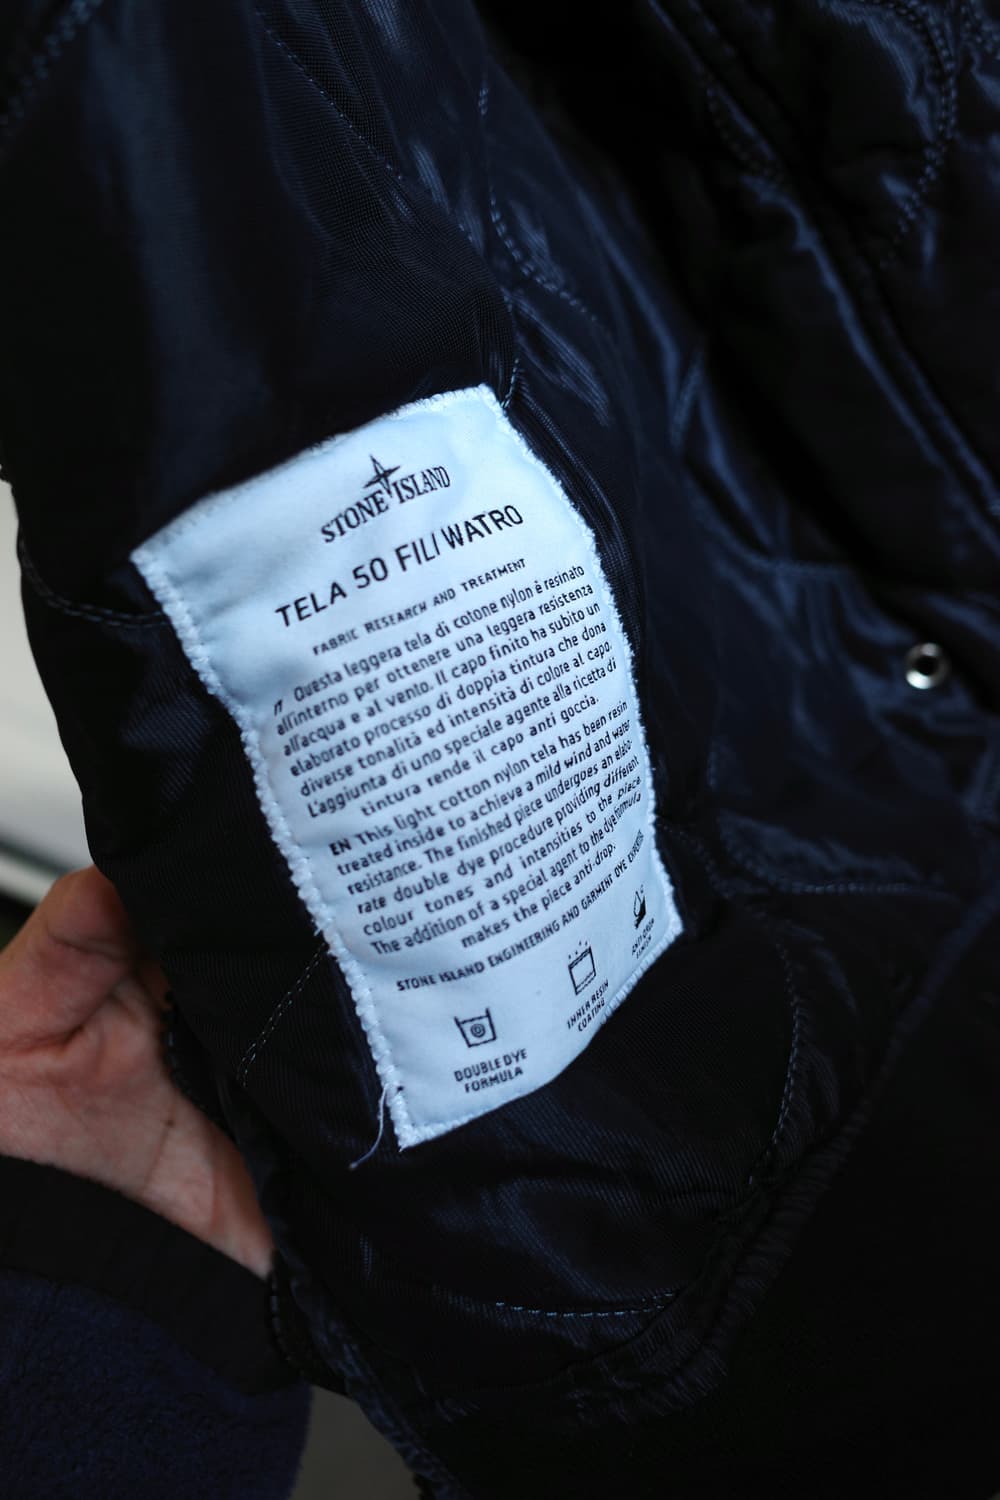 STONE ISLAND
TELA 50 FILI WATRO
FABRIC RESEARCH AND TREATMENT
IT Questa leggera tela di cotone nylon è resinato
all'interno per ottenere una leggera resistenza
all'acqua e al vento. Il capo finito ha subito un
elaborato processo di doppia tintura che dona
diverse tonalità ed intensità di colore al capo.
L'aggiunta di uno speciale agente alla ricetta di
tintura rende il capo anti goccia.
EN This light cotton nylon tela has been resin
treated inside to achieve a mild wind and water
resistance. The finished piece undergoes an elabo-
rate double dye procedure providing different
colour tones and intensities to the piece.
The addition of a special agent to the dye formula
makes the piece anti-drop.
STONE ISLAND ENGINEERING AND GARMENT DYE EXPERTS.
DOUBLE DYE
FORMULA
INNER RESIN
COATING
ANTI-DROP